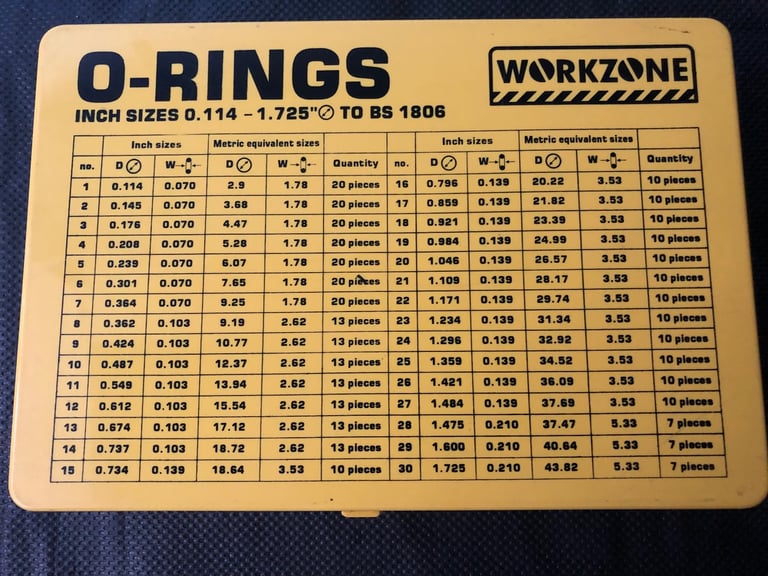 O-RINGS
WORKZONE
INCH SIZES 0.114 - 1.725"⌀ TO BS 1806
Inch sizes Metric equivalent sizes Inch sizes Metric equivalent sizes
no. D W D W Quantity no. D W D W Quantity
1 0.114 0.070 2.9 1.78 20 pieces 16 0.796 0.139 20.22 3.53 10 pieces
2 0.145 0.070 3.68 1.78 20 pieces 17 0.859 0.139 21.82 3.53 10 pieces
3 0.176 0.070 4.47 1.78 20 pieces 18 0.921 0.139 23.39 3.53 10 pieces
4 0.208 0.070 5.28 1.78 20 pieces 19 0.984 0.139 24.99 3.53 10 pieces
5 0.239 0.070 6.07 1.78 20 pieces 20 1.046 0.139 26.57 3.53 10 pieces
6 0.301 0.070 7.65 1.78 20 pieces 21 1.109 0.139 28.17 3.53 10 pieces
7 0.364 0.070 9.25 1.78 20 pieces 22 1.171 0.139 29.74 3.53 10 pieces
8 0.362 0.103 9.19 2.62 13 pieces 23 1.234 0.139 31.34 3.53 10 pieces
9 0.424 0.103 10.77 2.62 13 pieces 24 1.296 0.139 32.92 3.53 10 pieces
10 0.487 0.103 12.37 2.62 13 pieces 25 1.359 0.139 34.52 3.53 10 pieces
11 0.549 0.103 13.94 2.62 13 pieces 26 1.421 0.139 36.09 3.53 10 pieces
12 0.612 0.103 15.54 2.62 13 pieces 27 1.484 0.139 37.69 3.53 10 pieces
13 0.674 0.103 17.12 2.62 13 pieces 28 1.475 0.210 37.47 5.33 7 pieces
14 0.737 0.103 18.72 2.62 13 pieces 29 1.600 0.210 40.64 5.33 7 pieces
15 0.734 0.139 18.64 3.53 10 pieces 30 1.725 0.210 43.82 5.33 7 pieces